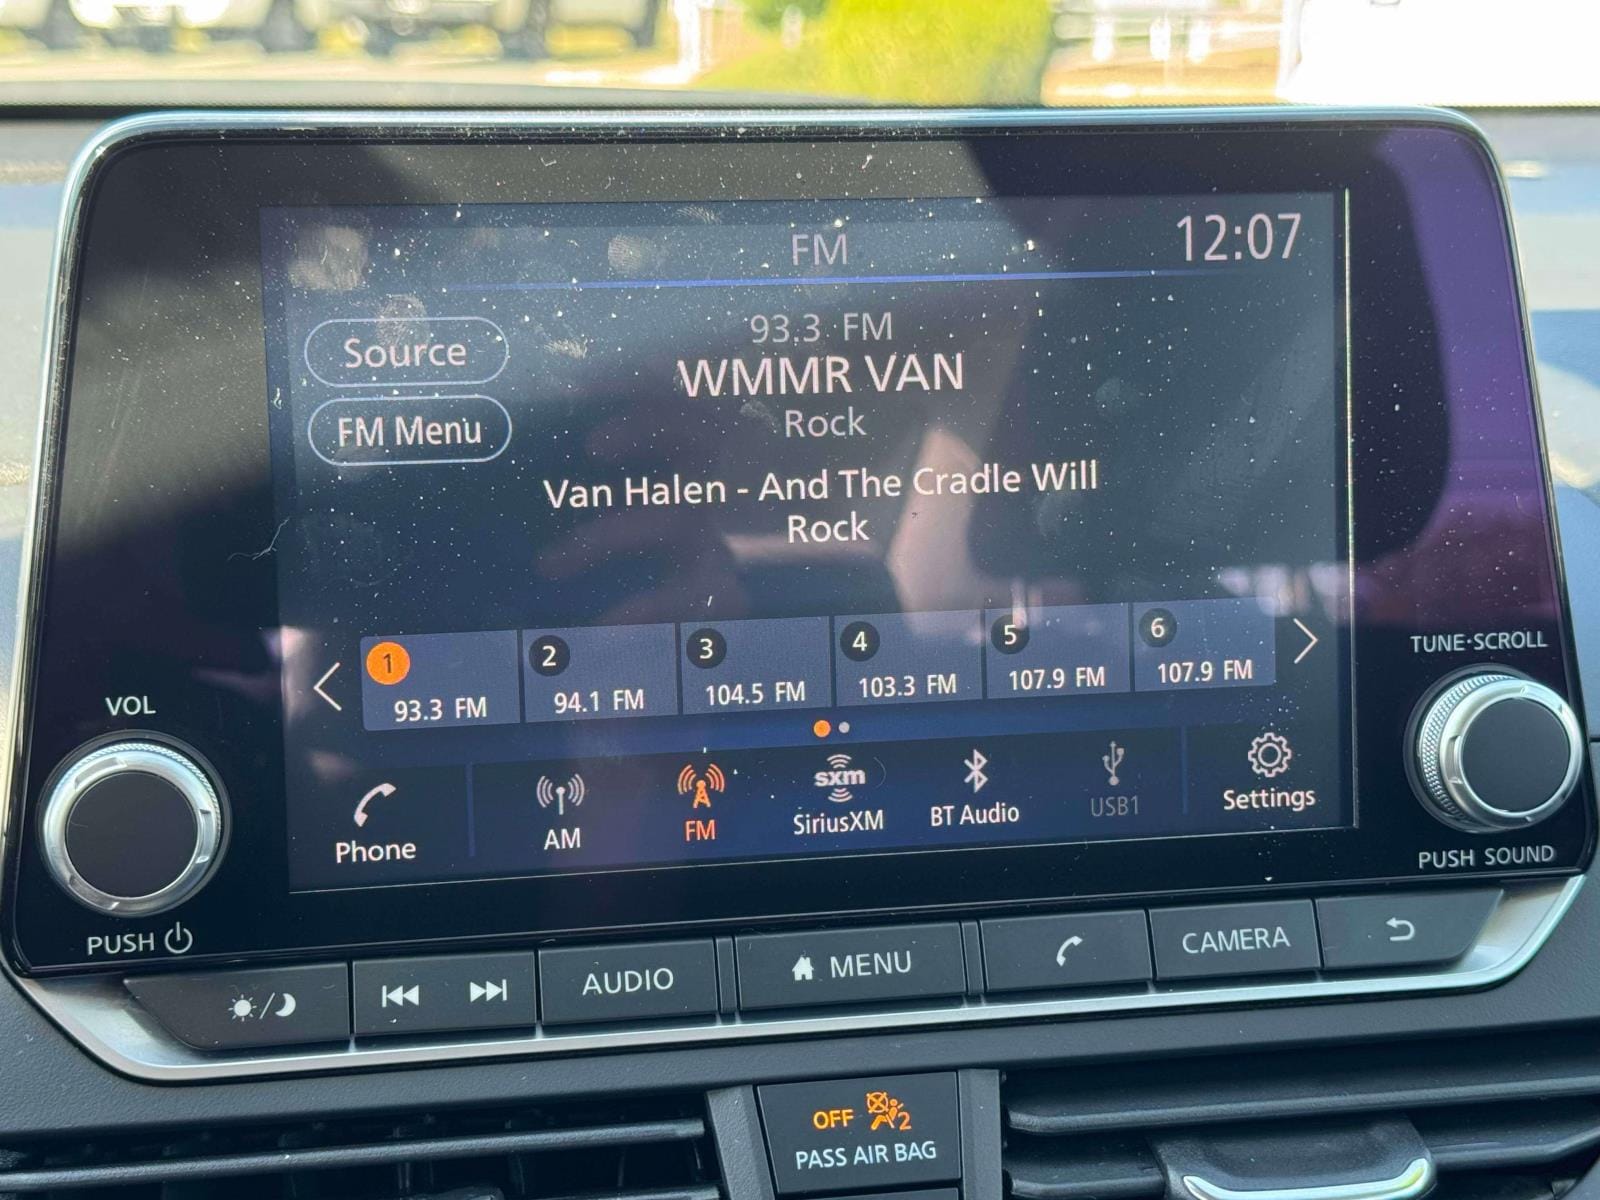 FM
12:07
Source
93.3 FM
WMMR VAN
Rock
FM Menu
Van Halen - And The Cradle Will
Rock
1
93.3 FM
2
94.1 FM
3
104.5 FM
4
103.3 FM
5
107.9 FM
6
107.9 FM
VOL
TUNE·SCROLL
Phone
AM
FM
sxm
SiriusXM
BT Audio
USB1
Settings
PUSH
PUSH SOUND
/
AUDIO
MENU
CAMERA
OFF 2
PASS AIR BAG